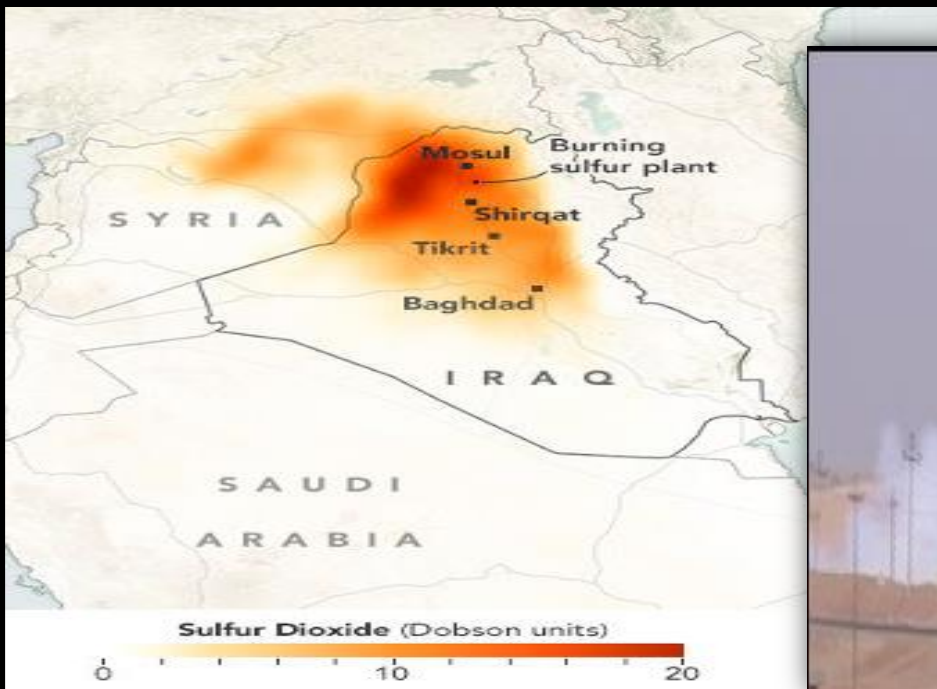 Mosul
Burning
sulfur plant
SYRIA
Shirqat
Tikrit
Baghdad
IRAQ
SAUDI
ARABIA
Sulfur Dioxide (Dobson units)
0 10 20